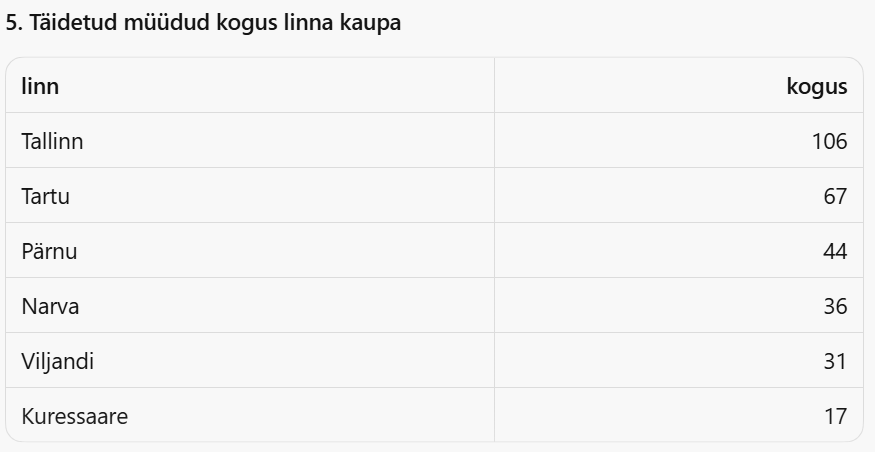 5. Täidetud müüdud kogus linna kaupa
linn kogus
Tallinn 106
Tartu 67
Pärnu 44
Narva 36
Viljandi 31
Kuressaare 17